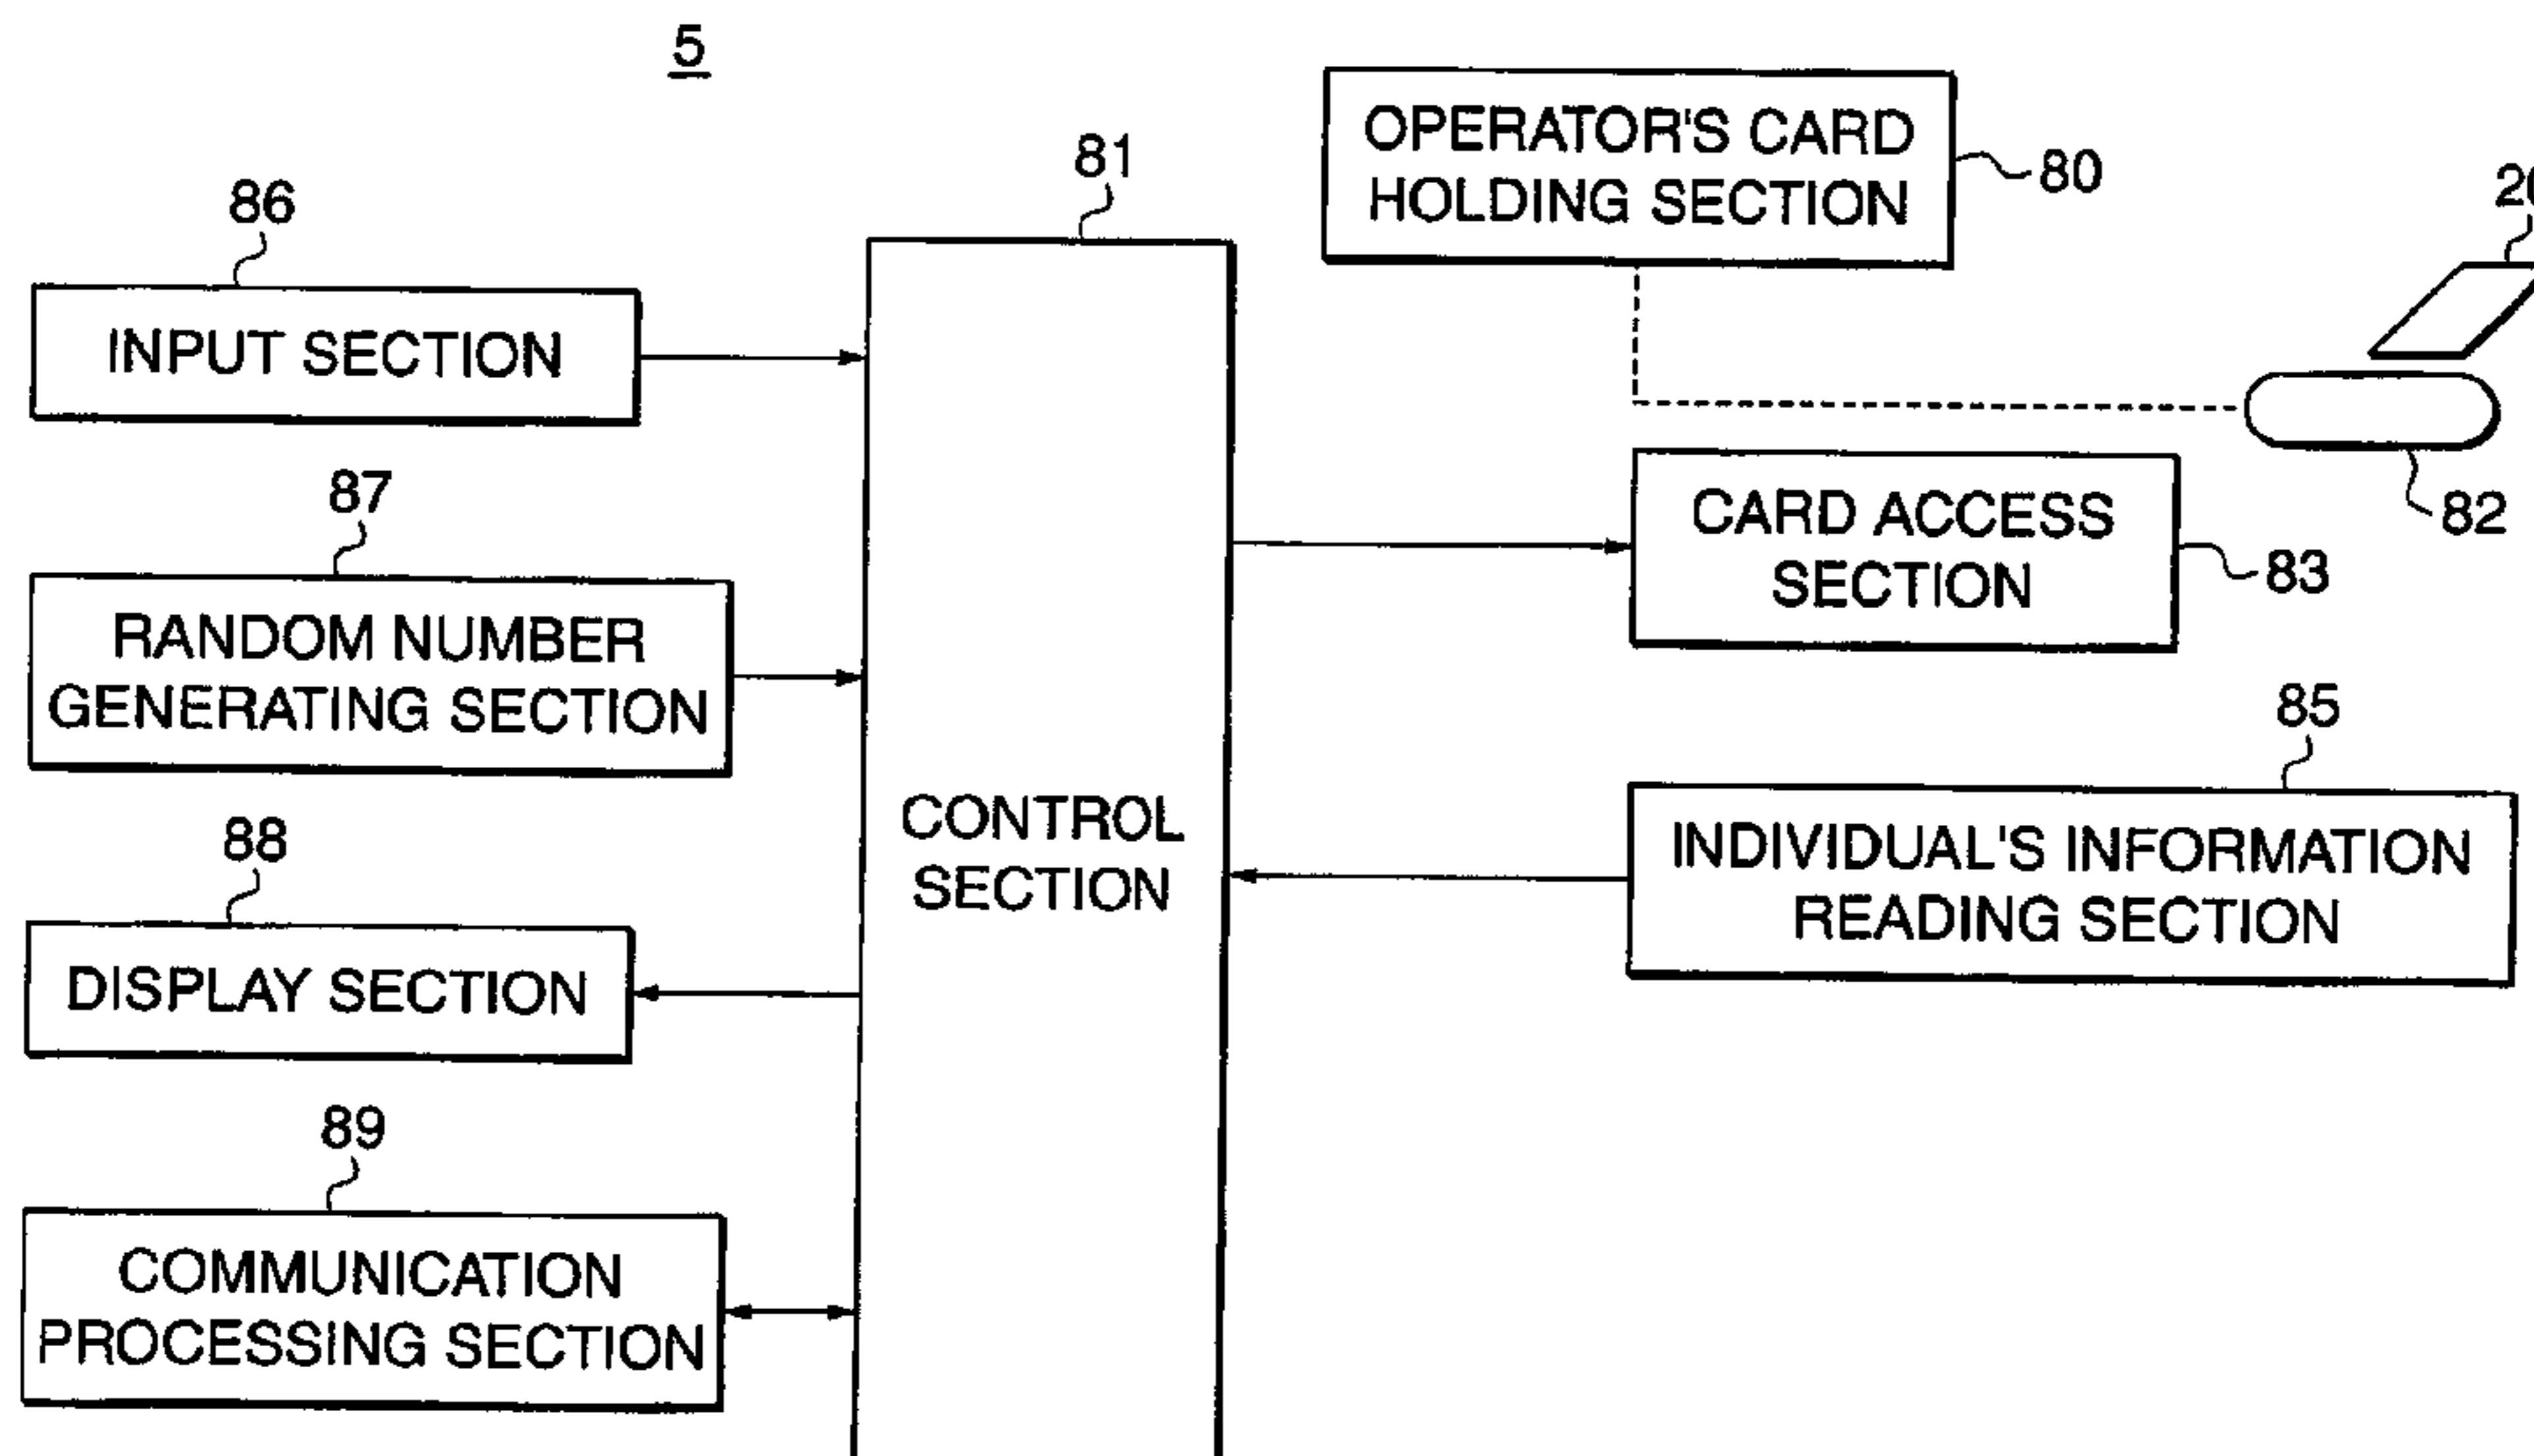 5
OPERATOR'S CARD
HOLDING SECTION
80
81
86
INPUT SECTION
82
CARD ACCESS
SECTION
83
87
RANDOM NUMBER
GENERATING SECTION
85
INDIVIDUAL'S INFORMATION
READING SECTION
CONTROL
SECTION
88
DISPLAY SECTION
89
COMMUNICATION
PROCESSING SECTION